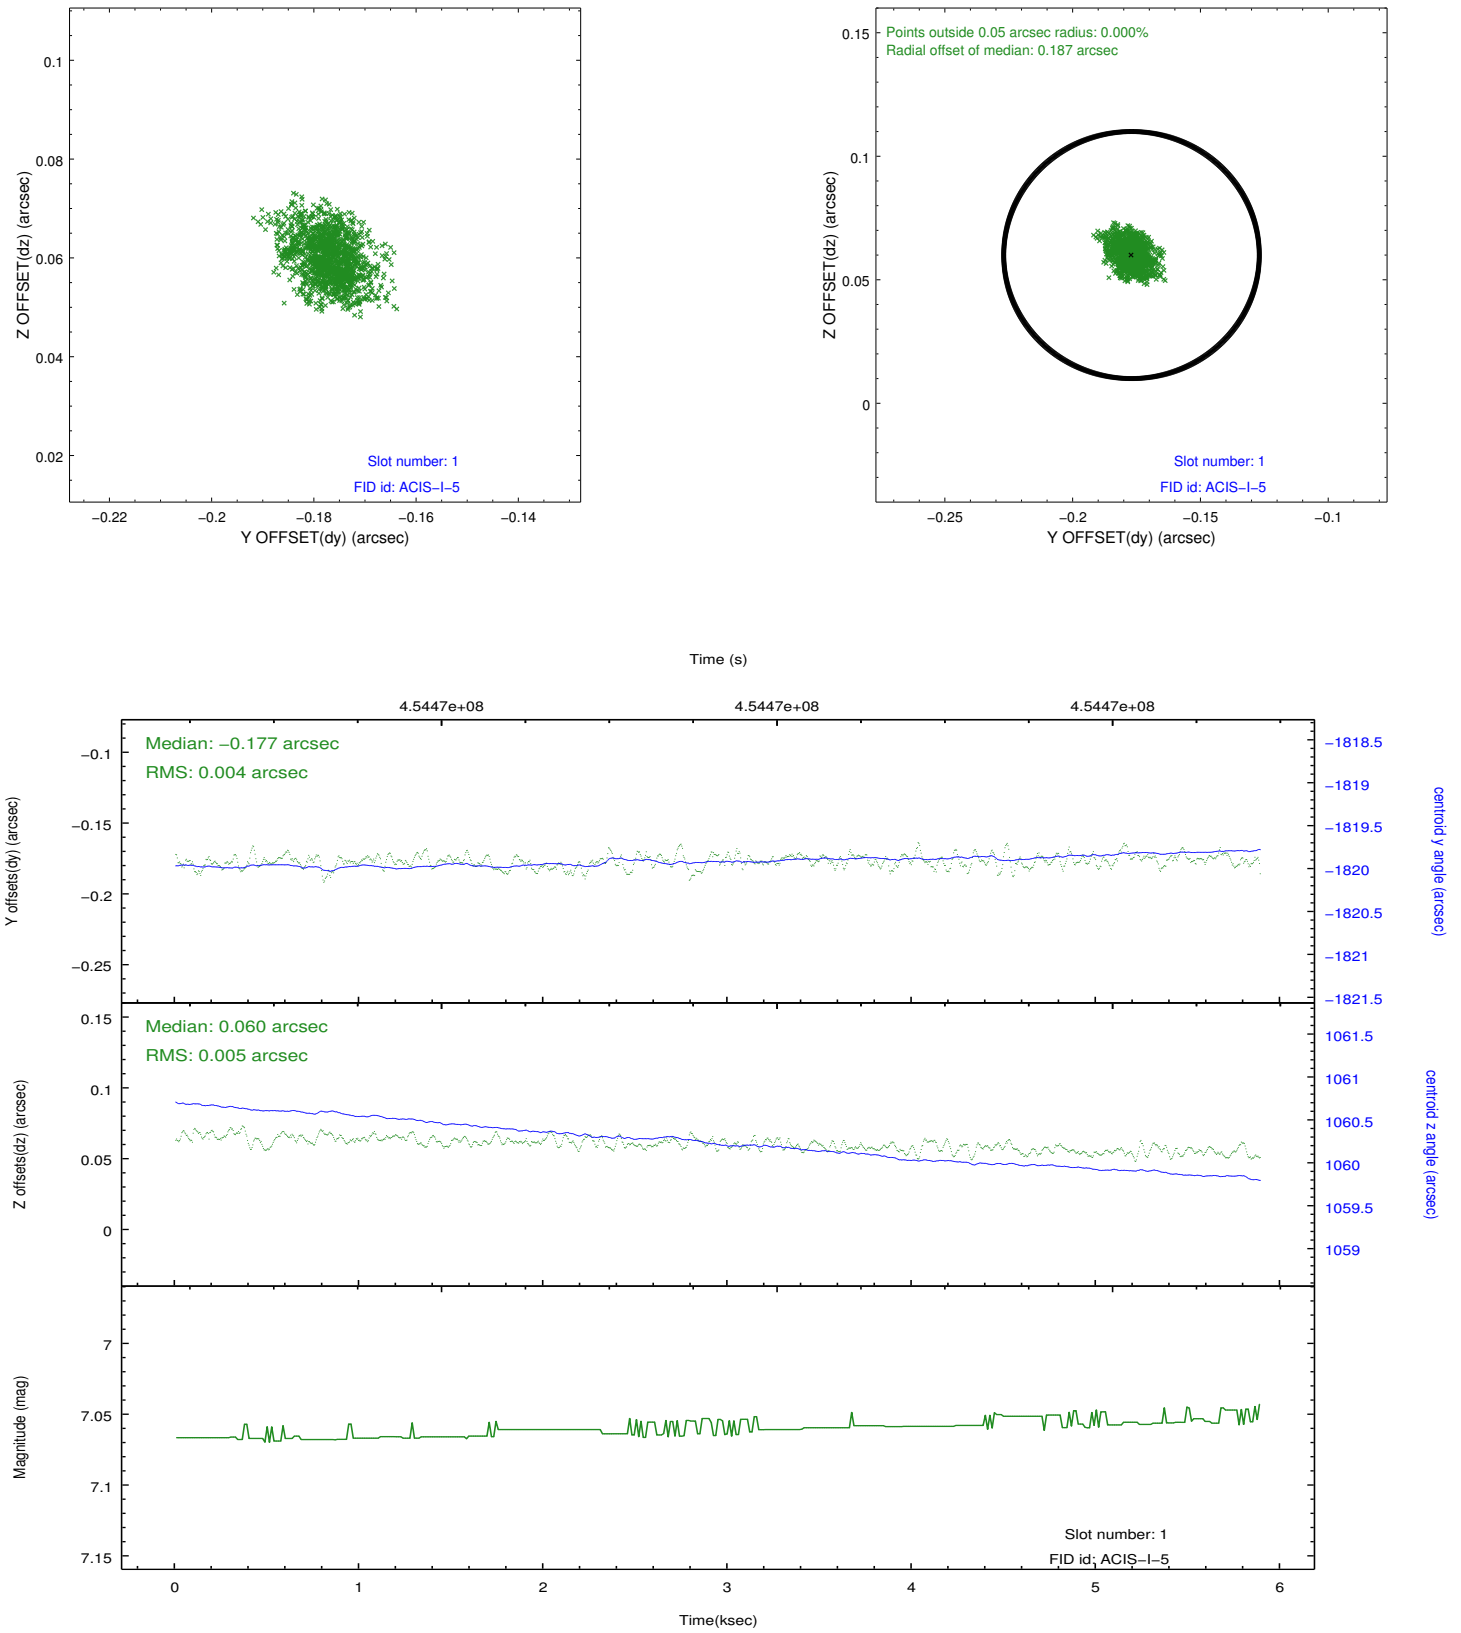 0.1
0.08
0.06
0.04
0.02
Z OFFSET(dz) (arcsec)
Slot number: 1
FID id: ACIS−I−5
−0.22 −0.2 −0.18 −0.16 −0.14
Y OFFSET(dy) (arcsec)
Points outside 0.05 arcsec radius: 0.000%
Radial offset of median: 0.187 arcsec
0.15
0.1
0.05
0
Z OFFSET(dz) (arcsec)
Slot number: 1
FID id: ACIS−I−5
−0.25 −0.2 −0.15 −0.1
Y OFFSET(dy) (arcsec)
Time (s)
4.5447e+08 4.5447e+08 4.5447e+08
Median: −0.177 arcsec
RMS: 0.004 arcsec
−0.1
−0.15
−0.2
−0.25
Y offsets(dy) (arcsec)
−1818.5
−1819
−1819.5
−1820
−1820.5
−1821
−1821.5
centroid y angle (arcsec)
Median: 0.060 arcsec
RMS: 0.005 arcsec
0.15
0.1
0.05
0
Z offsets(dz) (arcsec)
1061.5
1061
1060.5
1060
1059.5
1059
centroid z angle (arcsec)
7
7.05
7.1
7.15
Magnitude (mag)
Slot number: 1
FID id: ACIS−I−5
0 1 2 3 4 5 6
Time(ksec)